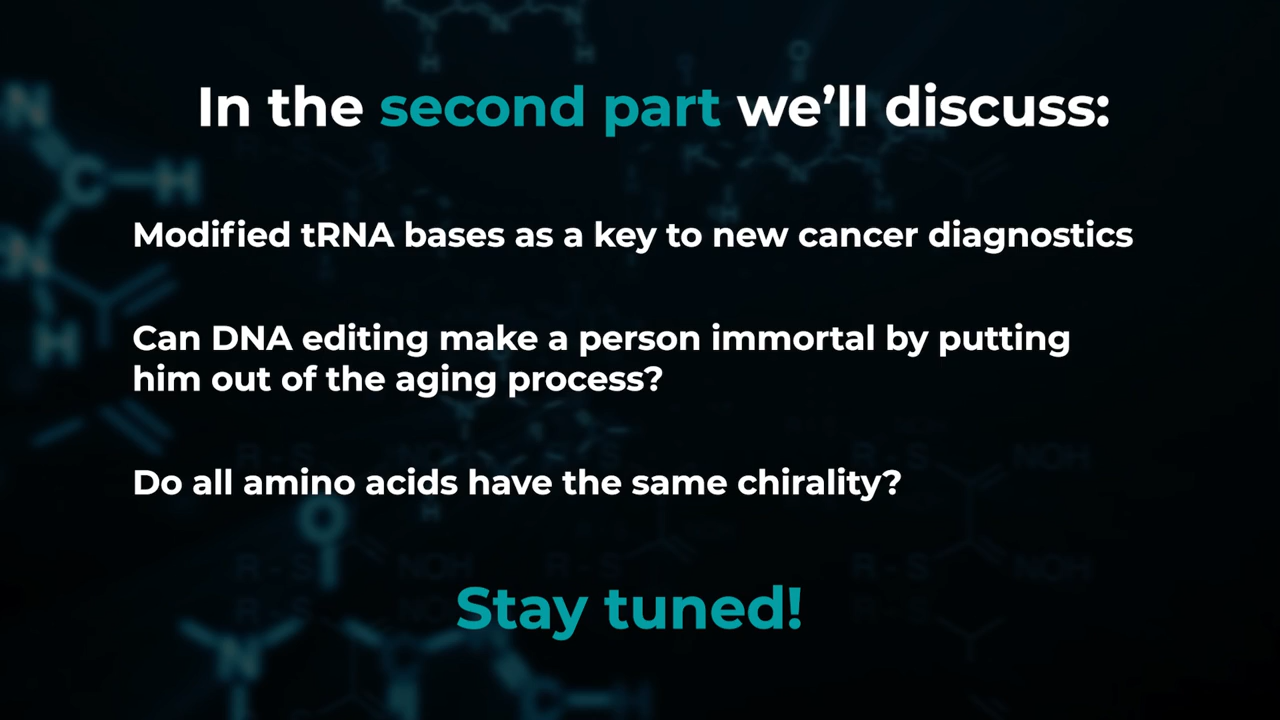 In the second part we’ll discuss:
Modified tRNA bases as a key to new cancer diagnostics
Can DNA editing make a person immortal by putting
him out of the aging process?
Do all amino acids have the same chirality?
Stay tuned!